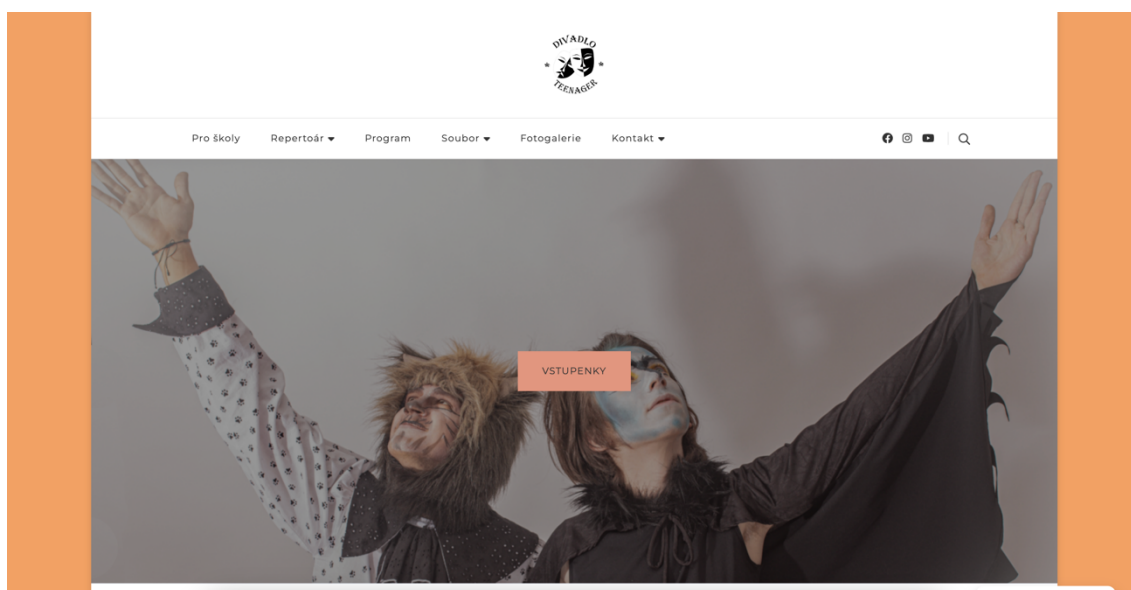 DIVADLO
TEENAGER
Pro školy Repertoár Program Soubor Fotogalerie Kontakt
VSTUPENKY